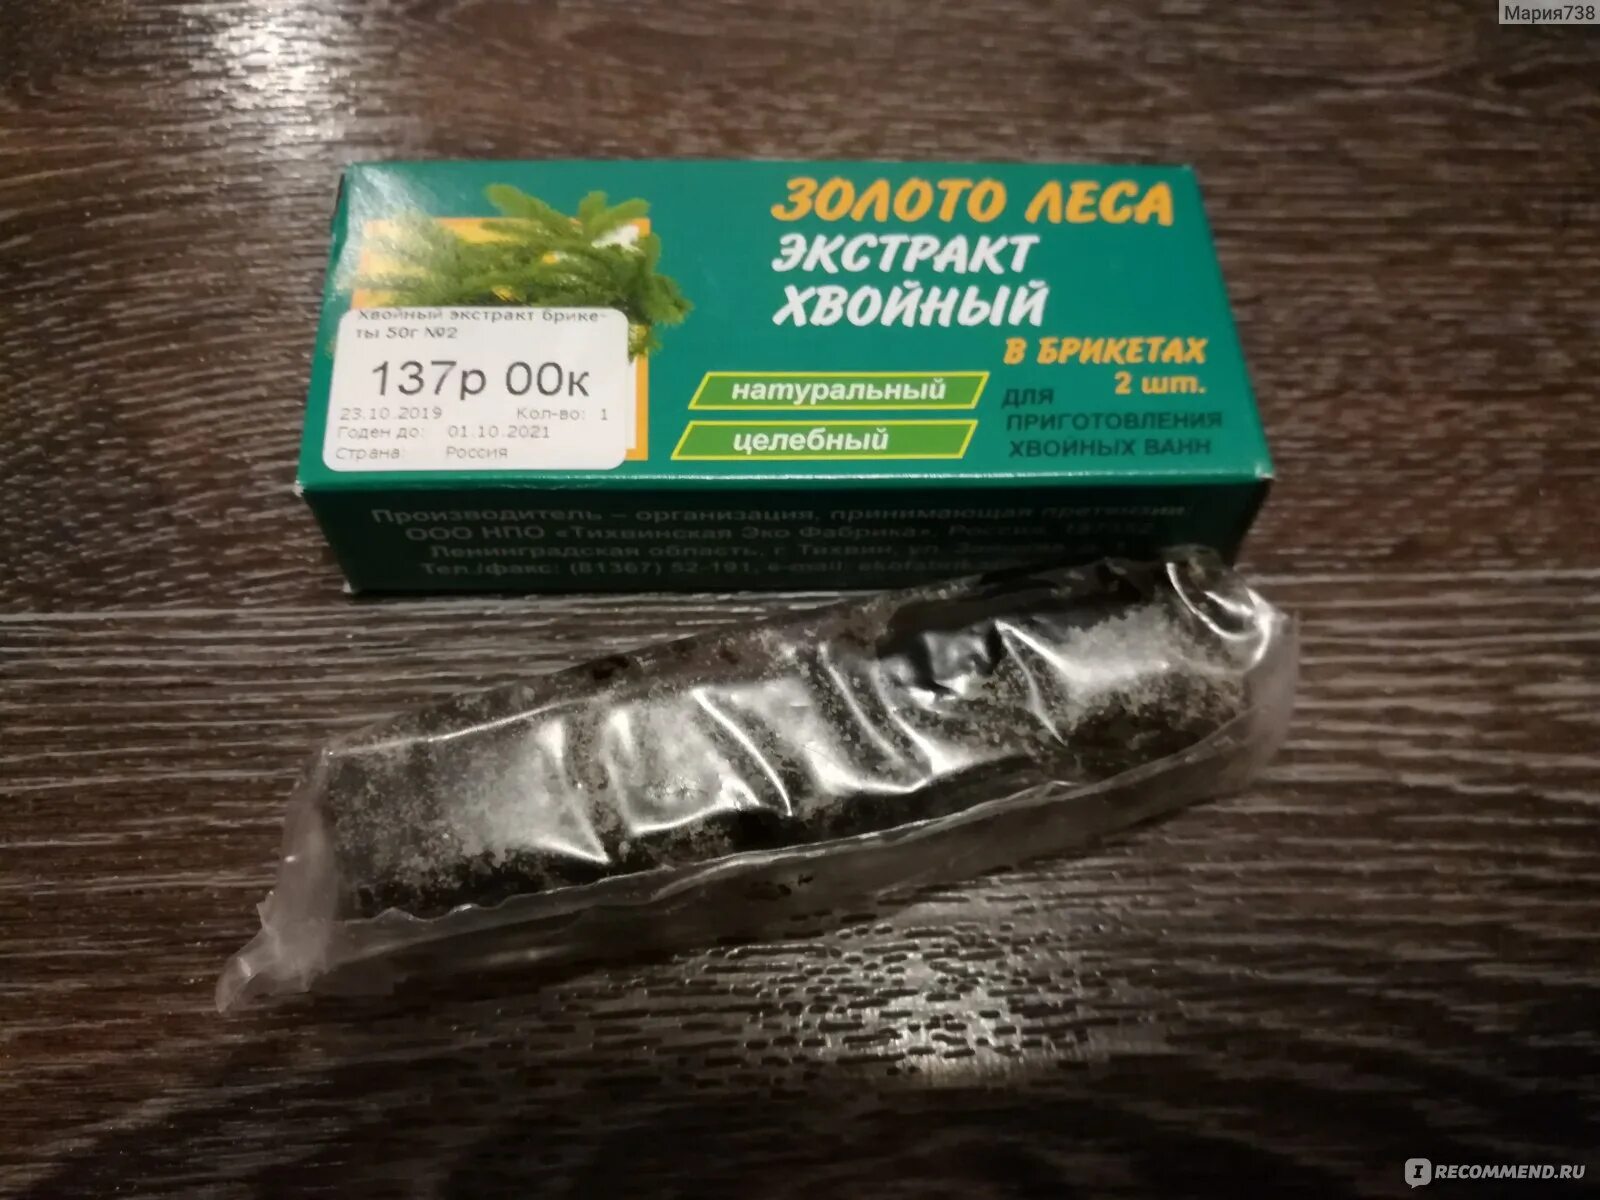 Мария738
ЗОЛОТО ЛЕСА
ЭКСТРАКТ
ХВОЙНЫЙ
В БРИКЕТАХ
2 шт.
натуральный
целебный
ДЛЯ
ПРИГОТОВЛЕНИЯ
ХВОЙНЫХ ВАНН
Хвойный экстракт брике-
ты 50г №2
137р 00к
23.10.2019 Кол-во: 1
Годен до: 01.10.2021
Страна: Россия
Производитель – организация, принимающая претензии:
ООО НПО «Тихвинская Эко Фабрика», Россия, 187552,
Ленинградская область, г. Тихвин, ул.
Тел./факс: (81367) 52-191, e-mail:
IRECOMMEND.RU